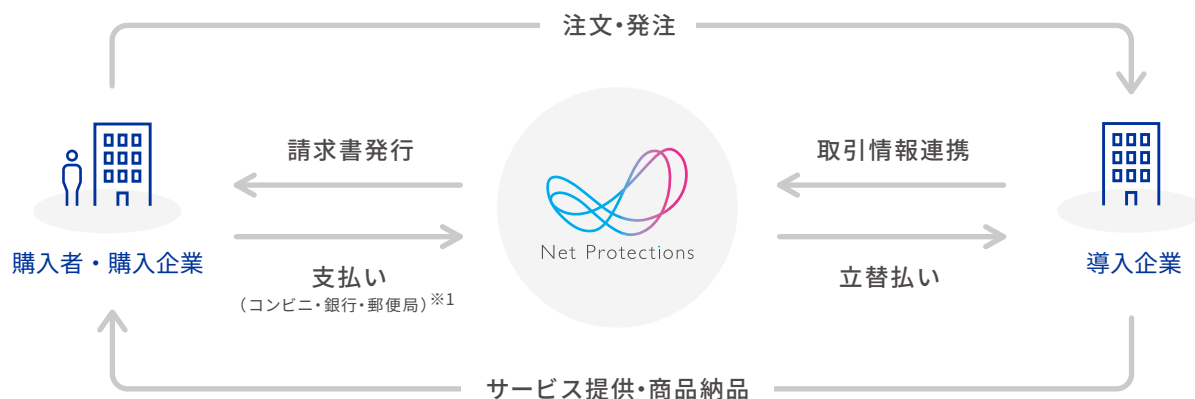 注文・発注
請求書発行
取引情報連携
Net Protections
購入者・購入企業
支払い
（コンビニ・銀行・郵便局）※1
立替払い
導入企業
サービス提供・商品納品